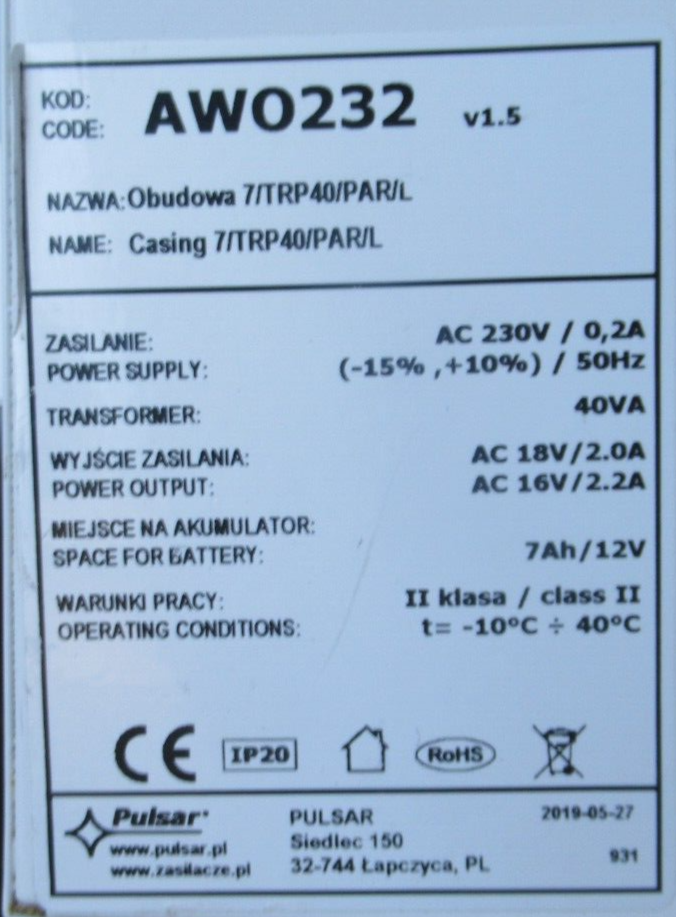 KOD: AWO232 v1.5
CODE:
NAZWA: Obudowa 7/TRP40/PAR/L
NAME: Casing 7/TRP40/PAR/L
ZASILANIE: AC 230V / 0,2A
POWER SUPPLY: (-15% ,+10%) / 50Hz
TRANSFORMER: 40VA
WYJŚCIE ZASILANIA: AC 18V/2.0A
POWER OUTPUT: AC 16V/2.2A
MIEJSCE NA AKUMULATOR:
SPACE FOR BATTERY: 7Ah/12V
WARUNKI PRACY: II klasa / class II
OPERATING CONDITIONS: t= -10°C ÷ 40°C
CE IP20 RoHS
Pulsar® PULSAR 2019-05-27
www.pulsar.pl Siedlec 150
www.zasilacze.pl 32-744 Łapczyca, PL 931